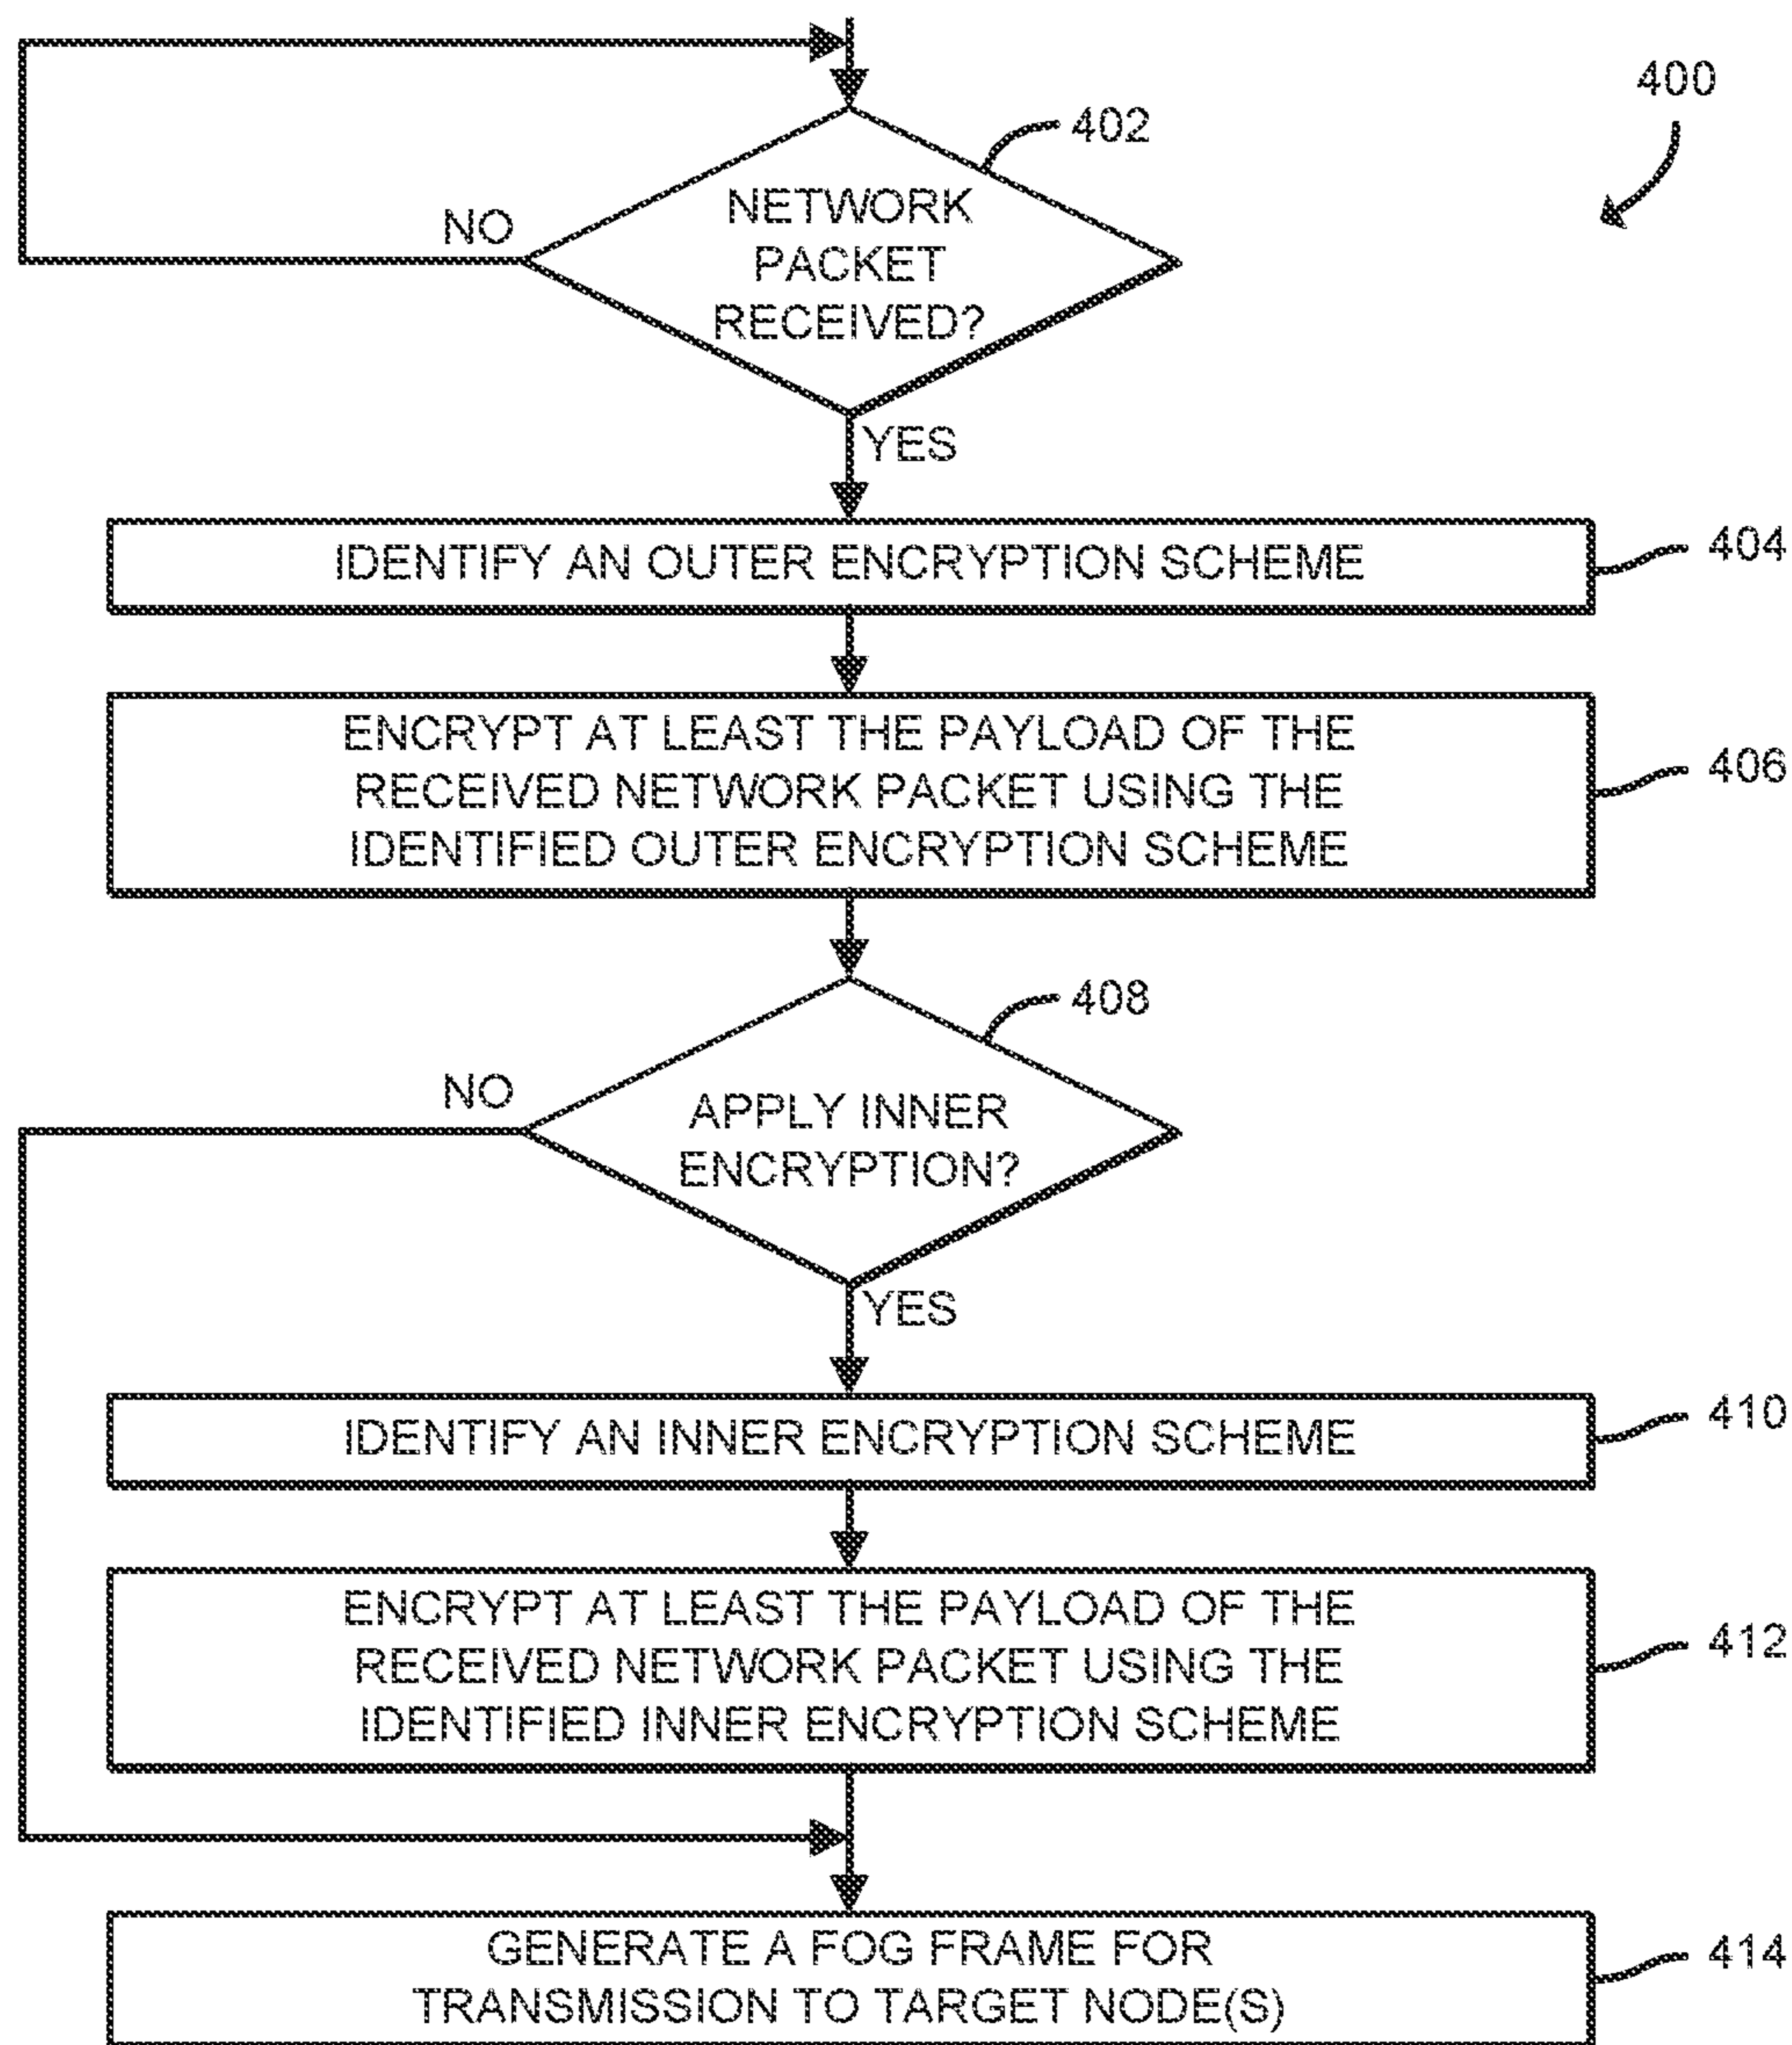 400
402
NETWORK
PACKET
RECEIVED?
NO
YES
IDENTIFY AN OUTER ENCRYPTION SCHEME
404
ENCRYPT AT LEAST THE PAYLOAD OF THE
RECEIVED NETWORK PACKET USING THE
IDENTIFIED OUTER ENCRYPTION SCHEME
406
408
NO
APPLY INNER
ENCRYPTION?
YES
IDENTIFY AN INNER ENCRYPTION SCHEME
410
ENCRYPT AT LEAST THE PAYLOAD OF THE
RECEIVED NETWORK PACKET USING THE
IDENTIFIED INNER ENCRYPTION SCHEME
412
GENERATE A FOG FRAME FOR
TRANSMISSION TO TARGET NODE(S)
414